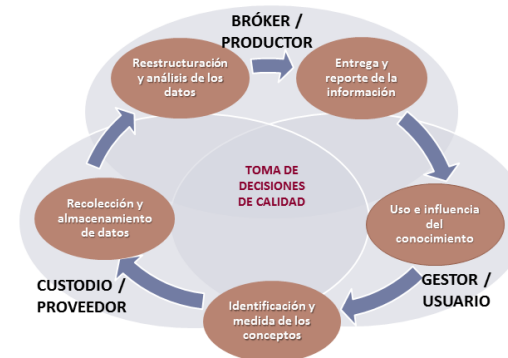 BRÓKER /
PRODUCTOR
Reestructuración
y análisis de los
datos
Entrega y
reporte de la
información
TOMA DE
DECISIONES
DE CALIDAD
Recolección y
almacenamiento
de datos
Uso e influencia
del
conocimiento
CUSTODIO /
PROVEEDOR
GESTOR /
USUARIO
Identificación y
medida de los
conceptos